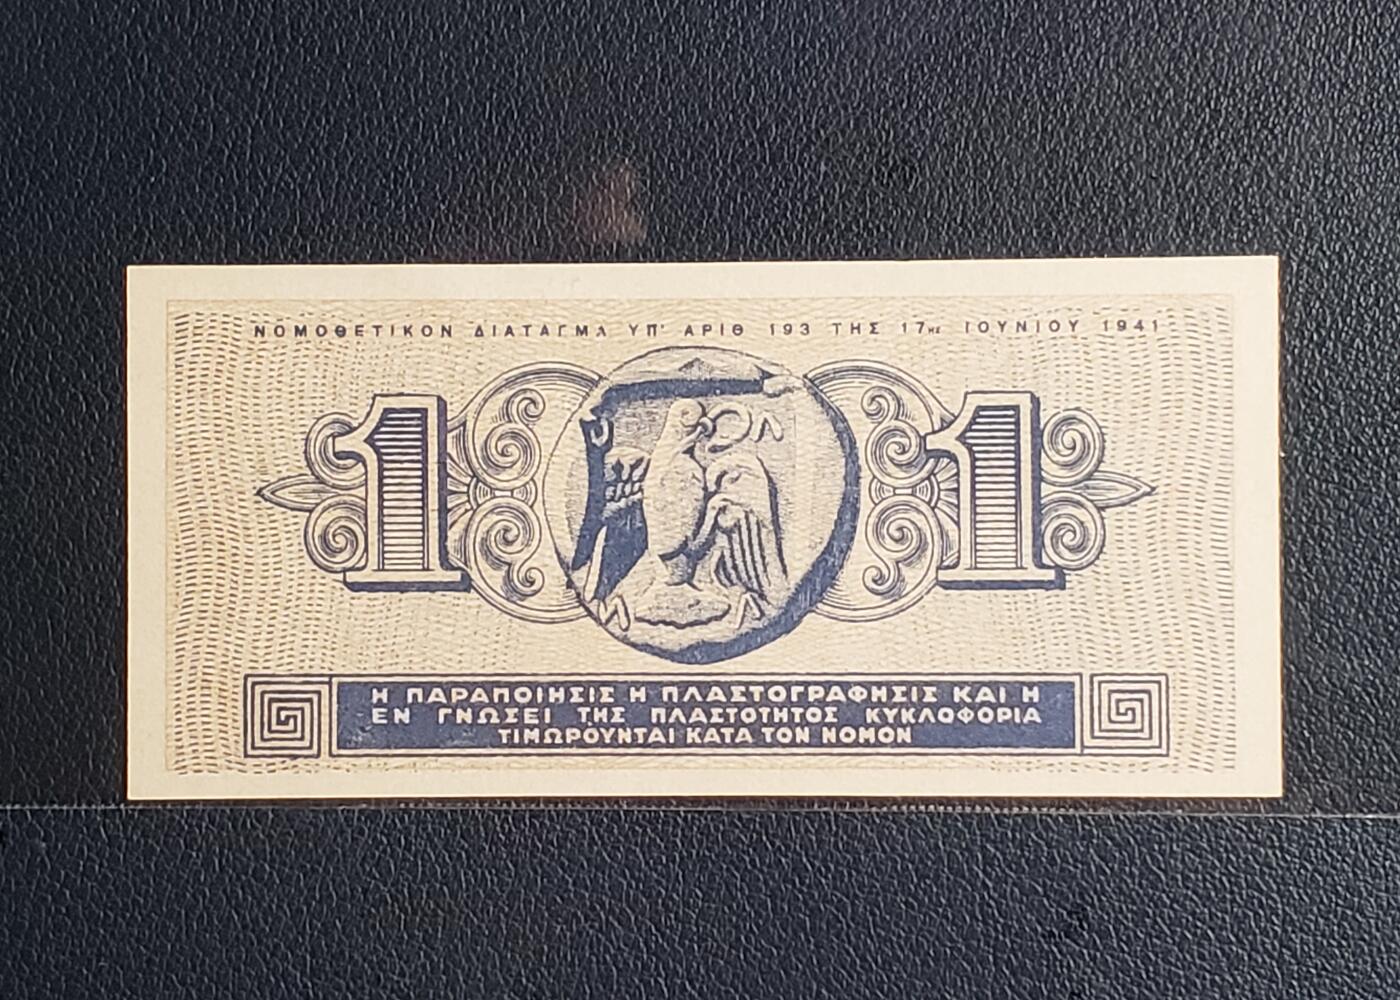 ΝΟΜΟΘΕΤΙΚΟΝ ΔΙΑΤΑΓΜΑ ΥΠ' ΑΡΙΘ 193 ΤΗΣ 17ης ΙΟΥΝΙΟΥ 1941
1 1
Η ΠΑΡΑΠΟΙΗΣΙΣ Η ΠΛΑΣΤΟΓΡΑΦΗΣΙΣ ΚΑΙ Η
ΕΝ ΓΝΩΣΕΙ ΤΗΣ ΠΛΑΣΤΟΤΗΤΟΣ ΚΥΚΛΟΦΟΡΙΑ
ΤΙΜΩΡΟΥΝΤΑΙ ΚΑΤΑ ΤΟΝ ΝΟΜΟΝ